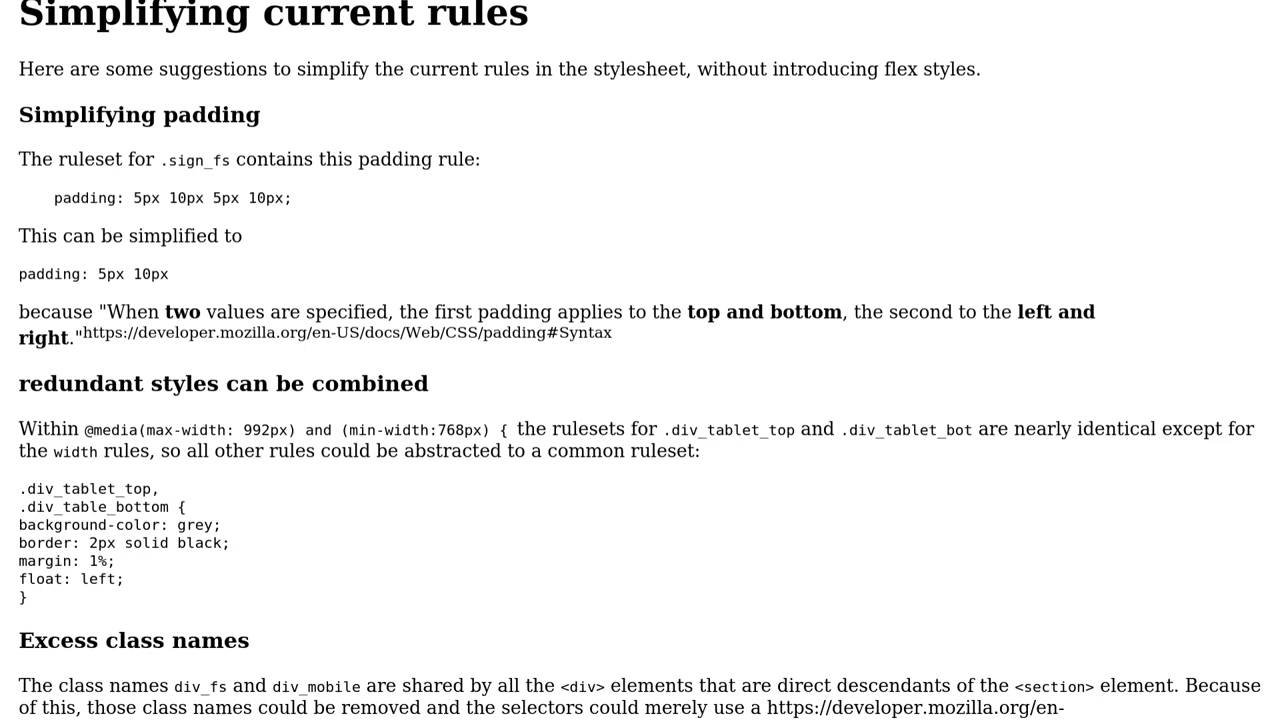 Simplifying current rules
Here are some suggestions to simplify the current rules in the stylesheet, without introducing flex styles.
Simplifying padding
The ruleset for .sign_fs contains this padding rule:
padding: 5px 10px 5px 10px;
This can be simplified to
padding: 5px 10px
because "When two values are specified, the first padding applies to the top and bottom, the second to the left and
right."https://developer.mozilla.org/en-US/docs/Web/CSS/padding#Syntax
redundant styles can be combined
Within @media(max-width: 992px) and (min-width:768px) { the rulesets for .div_tablet_top and .div_tablet_bot are nearly identical except for
the width rules, so all other rules could be abstracted to a common ruleset:
.div_tablet_top,
.div_table_bottom {
background-color: grey;
border: 2px solid black;
margin: 1%;
float: left;
}
Excess class names
The class names div_fs and div_mobile are shared by all the <div> elements that are direct descendants of the <section> element. Because
of this, those class names could be removed and the selectors could merely use a https://developer.mozilla.org/en-